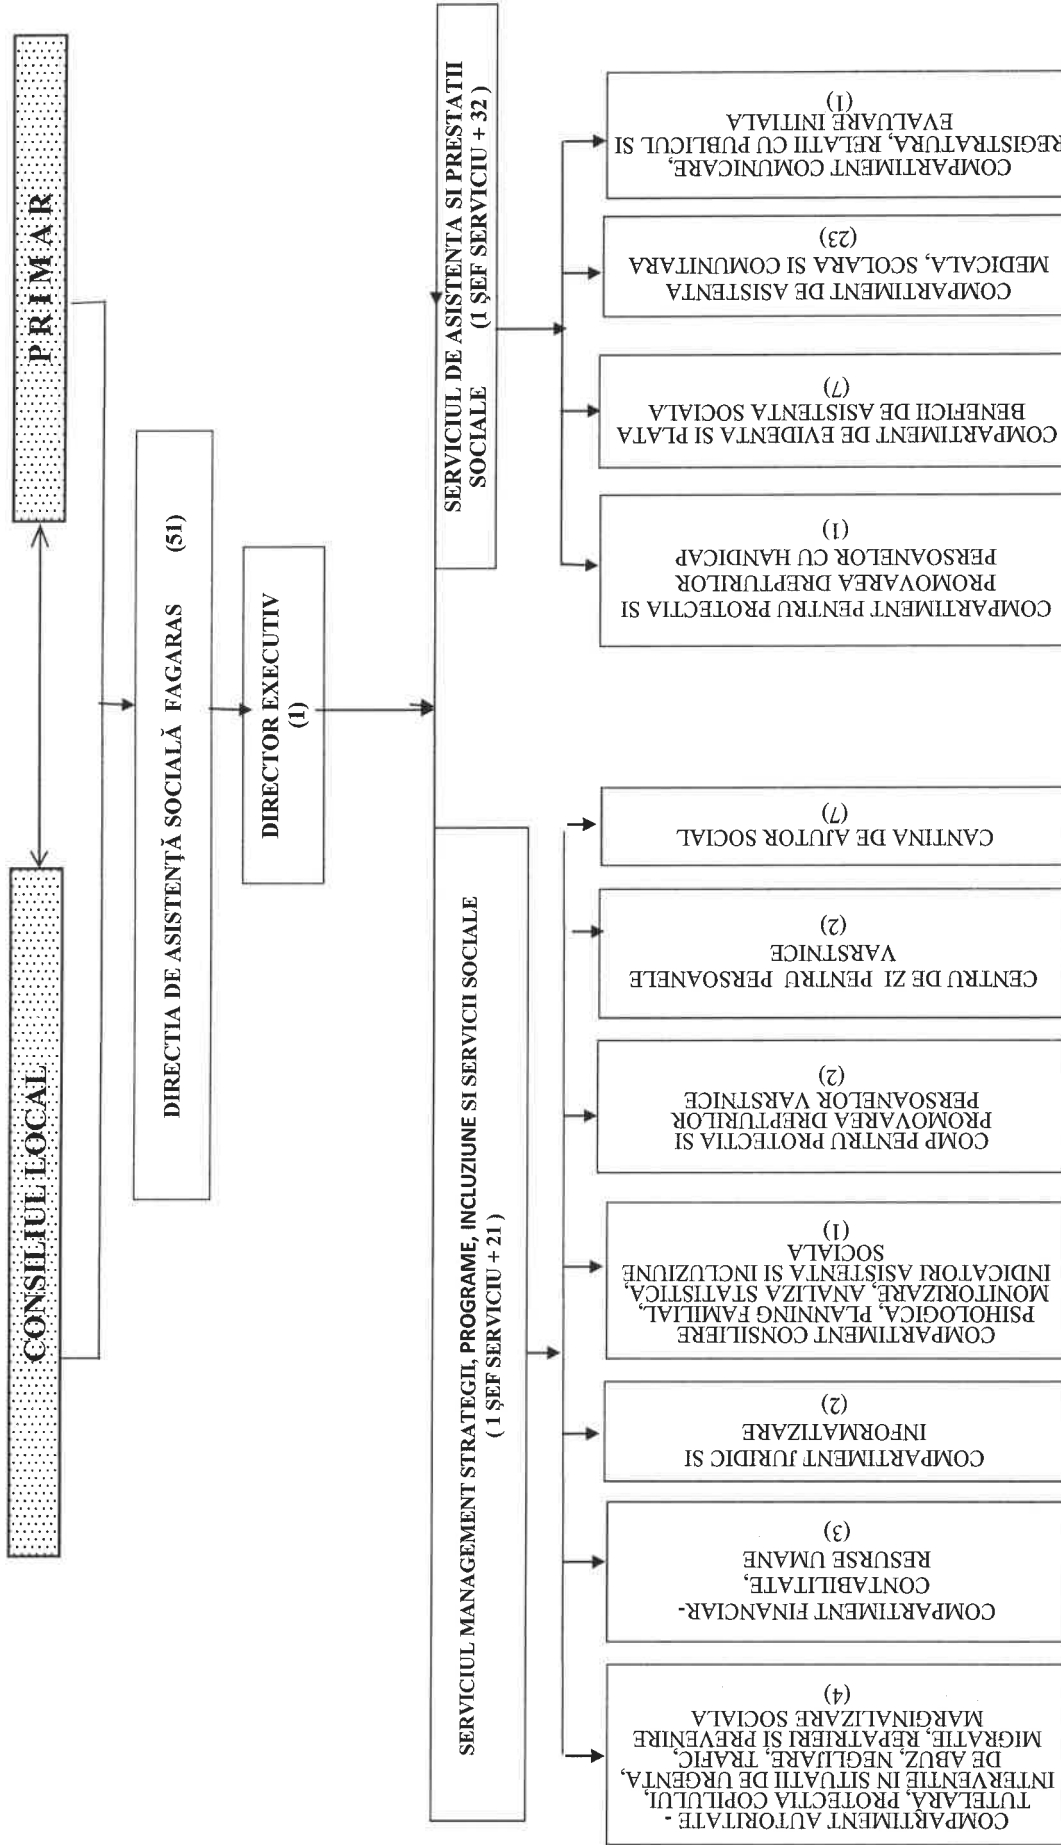 CONSILIUL LOCAL
P R I M A R
DIRECTIA DE ASISTENŢĂ SOCIALĂ FAGARAS (51)
DIRECTOR EXECUTIV
(1)
SERVICIUL MANAGEMENT STRATEGII, PROGRAME, INCLUZIUNE SI SERVICII SOCIALE
( 1 ŞEF SERVICIU + 21 )
SERVICIUL DE ASISTENTA SI PRESTATII
SOCIALE (1 ŞEF SERVICIU + 32)
COMPARTIMENT AUTORITATE -
TUTELARA, PROTECTIA COPILULUI,
INTERVENTIE IN SITUATII DE URGENTA,
DE ABUZ, NEGLIJARE, TRAFIC,
MIGRATIE, REPATRIERI SI PREVENIRE
MARGINALIZARE SOCIALA
(4)
COMPARTIMENT FINANCIAR-
CONTABILITATE,
RESURSE UMANE
(3)
COMPARTIMENT JURIDIC SI
INFORMATIZARE
(2)
COMPARTIMENT CONSILIERE
PSIHOLOGICA, PLANNING FAMILIAL,
MONITORIZARE, ANALIZA STATISTICA,
INDICATORI ASISTENTA SI INCLUZIUNE
SOCIALA
(1)
COMP PENTRU PROTECTIA SI
PROMOVAREA DREPTURILOR
PERSOANELOR VARSTNICE
(2)
CENTRU DE ZI PENTRU PERSOANELE
VARSTNICE
(2)
CANTINA DE AJUTOR SOCIAL
(7)
COMPARTIMENT PENTRU PROTECTIA SI
PROMOVAREA DREPTURILOR
PERSOANELOR CU HANDICAP
(1)
COMPARTIMENT DE EVIDENTA SI PLATA
BENEFICII DE ASISTENTA SOCIALA
(7)
COMPARTIMENT DE ASISTENTA
MEDICALA, SCOLARA SI COMUNITARA
(23)
COMPARTIMENT COMUNICARE,
REGISTRATURA, RELATII CU PUBLICUL SI
EVALUARE INITIALA
(1)